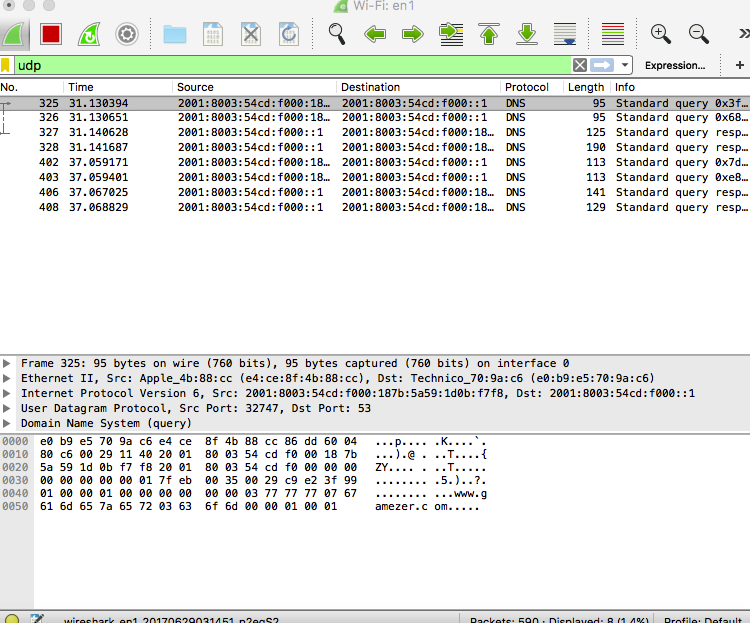 Wi-Fi: en1
udp
Expression...
+
No. Time Source Destination Protocol Length Info
325 31.130394 2001:8003:54cd:f000:18... 2001:8003:54cd:f000::1 DNS 95 Standard query 0x3f...
326 31.130651 2001:8003:54cd:f000:18... 2001:8003:54cd:f000::1 DNS 95 Standard query 0x68...
327 31.140628 2001:8003:54cd:f000::1 2001:8003:54cd:f000:18... DNS 125 Standard query resp...
328 31.141687 2001:8003:54cd:f000::1 2001:8003:54cd:f000:18... DNS 190 Standard query resp...
402 37.059171 2001:8003:54cd:f000:18... 2001:8003:54cd:f000::1 DNS 113 Standard query 0x7d...
403 37.059401 2001:8003:54cd:f000:18... 2001:8003:54cd:f000::1 DNS 113 Standard query 0xe8...
406 37.067025 2001:8003:54cd:f000::1 2001:8003:54cd:f000:18... DNS 141 Standard query resp...
408 37.068829 2001:8003:54cd:f000::1 2001:8003:54cd:f000:18... DNS 129 Standard query resp...
Frame 325: 95 bytes on wire (760 bits), 95 bytes captured (760 bits) on interface 0
Ethernet II, Src: Apple_4b:88:cc (e4:ce:8f:4b:88:cc), Dst: Technico_70:9a:c6 (e0:b9:e5:70:9a:c6)
Internet Protocol Version 6, Src: 2001:8003:54cd:f000:187b:5a59:1d0b:f7f8, Dst: 2001:8003:54cd:f000::1
User Datagram Protocol, Src Port: 32747, Dst Port: 53
Domain Name System (query)
0000 e0 b9 e5 70 9a c6 e4 ce 8f 4b 88 cc 86 dd 60 04 ...p.... .K....`.
0010 80 c6 00 29 11 40 20 01 80 03 54 cd f0 00 18 7b ...).@ . ..T....{
0020 5a 59 1d 0b f7 f8 20 01 80 03 54 cd f0 00 00 00 ZY.... . ..T.....
0030 00 00 00 00 00 01 7f eb 00 35 00 29 c9 e2 3f 99 ........ .5.)..?.
0040 01 00 00 01 00 00 00 00 00 00 03 77 77 77 07 67 ........ ...www.g
0050 61 6d 65 7a 65 72 03 63 6f 6d 00 00 01 00 01 amezer.c om.....
wireshark_en1_20170629031451_p2egS2 Packets: 590 · Displayed: 8 (1.4%) Profile: Default